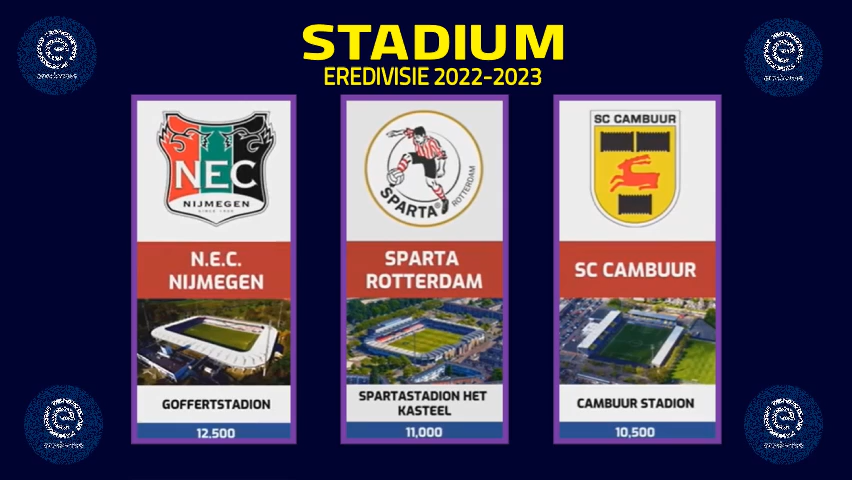 STADIUM
EREDIVISIE 2022-2023
NEC
NIJMEGEN
SPARTA
ROTTERDAM
SC CAMBUUR
N.E.C.
NIJMEGEN
SPARTA
ROTTERDAM
SC CAMBUUR
GOFFERTSTADION
SPARTASTADION HET
KASTEEL
CAMBUUR STADION
12,500
11,000
10,500